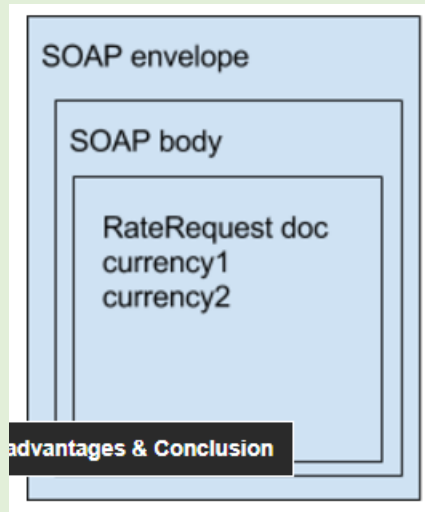 SOAP envelope
SOAP body
RateRequest doc
currency1
currency2
advantages & Conclusion